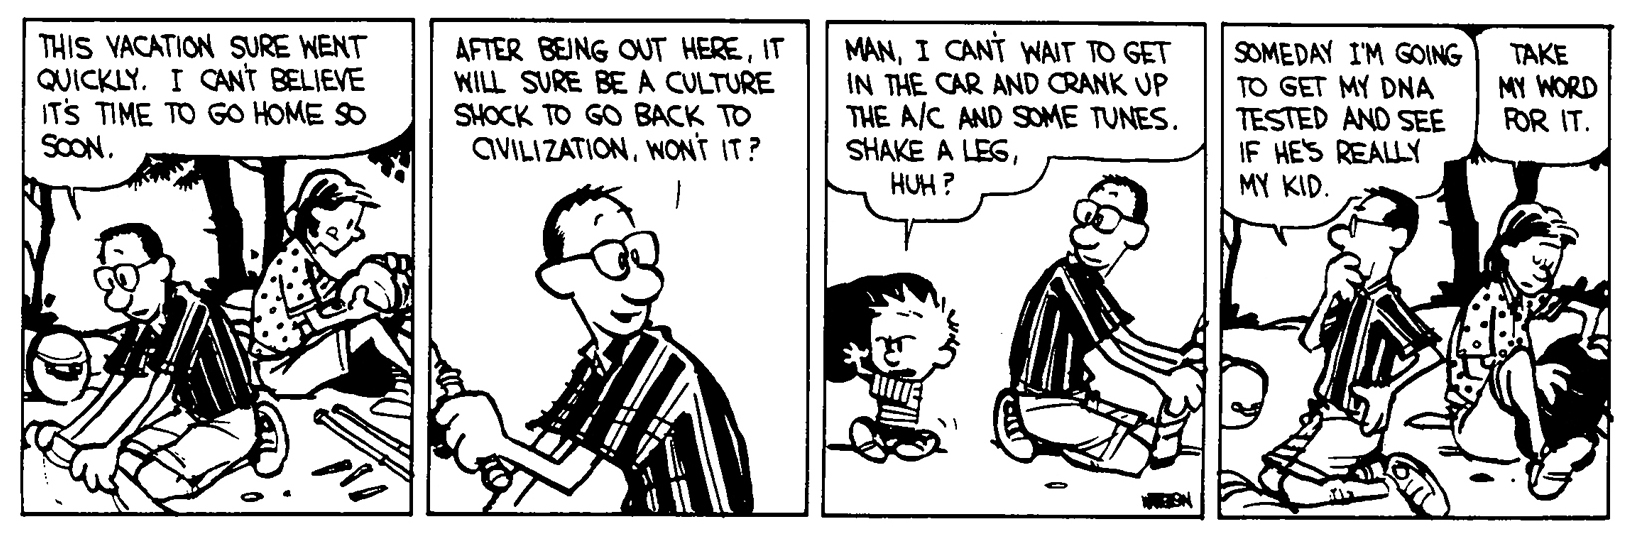 THIS VACATION SURE WENT
QUICKLY. I CAN'T BELIEVE
IT'S TIME TO GO HOME SO
SOON.
AFTER BEING OUT HERE, IT
WILL SURE BE A CULTURE
SHOCK TO GO BACK TO
CIVILIZATION, WON'T IT?
MAN, I CAN'T WAIT TO GET
IN THE CAR AND CRANK UP
THE A/C AND SOME TUNES.
SHAKE A LEG,
HUH?
WATTERSON
SOMEDAY I'M GOING
TO GET MY DNA
TESTED AND SEE
IF HE'S REALLY
MY KID.
TAKE
MY WORD
FOR IT.